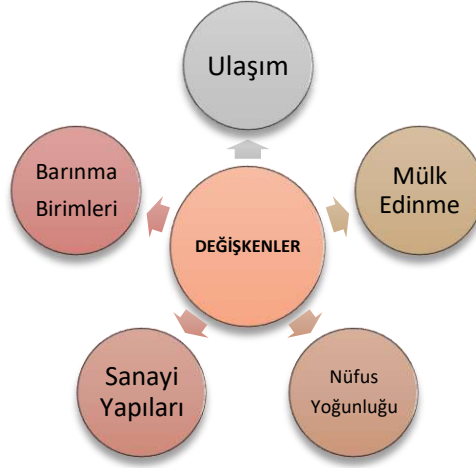 Ulaşım
Barınma
Birimleri
Mülk
Edinme
DEĞİŞKENLER
Sanayi
Yapıları
Nüfus
Yoğunluğu